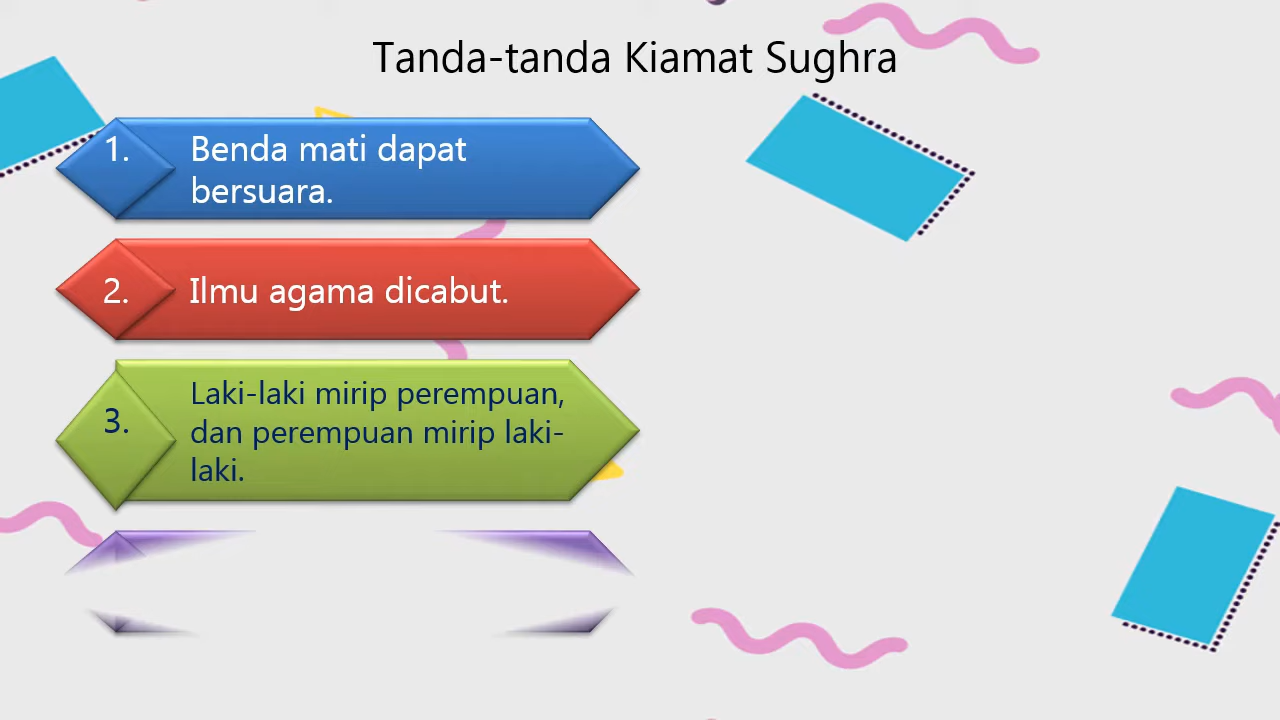 Tanda-tanda Kiamat Sughra
1. Benda mati dapat
bersuara.
2. Ilmu agama dicabut.
Laki-laki mirip perempuan,
3. dan perempuan mirip laki-
laki.